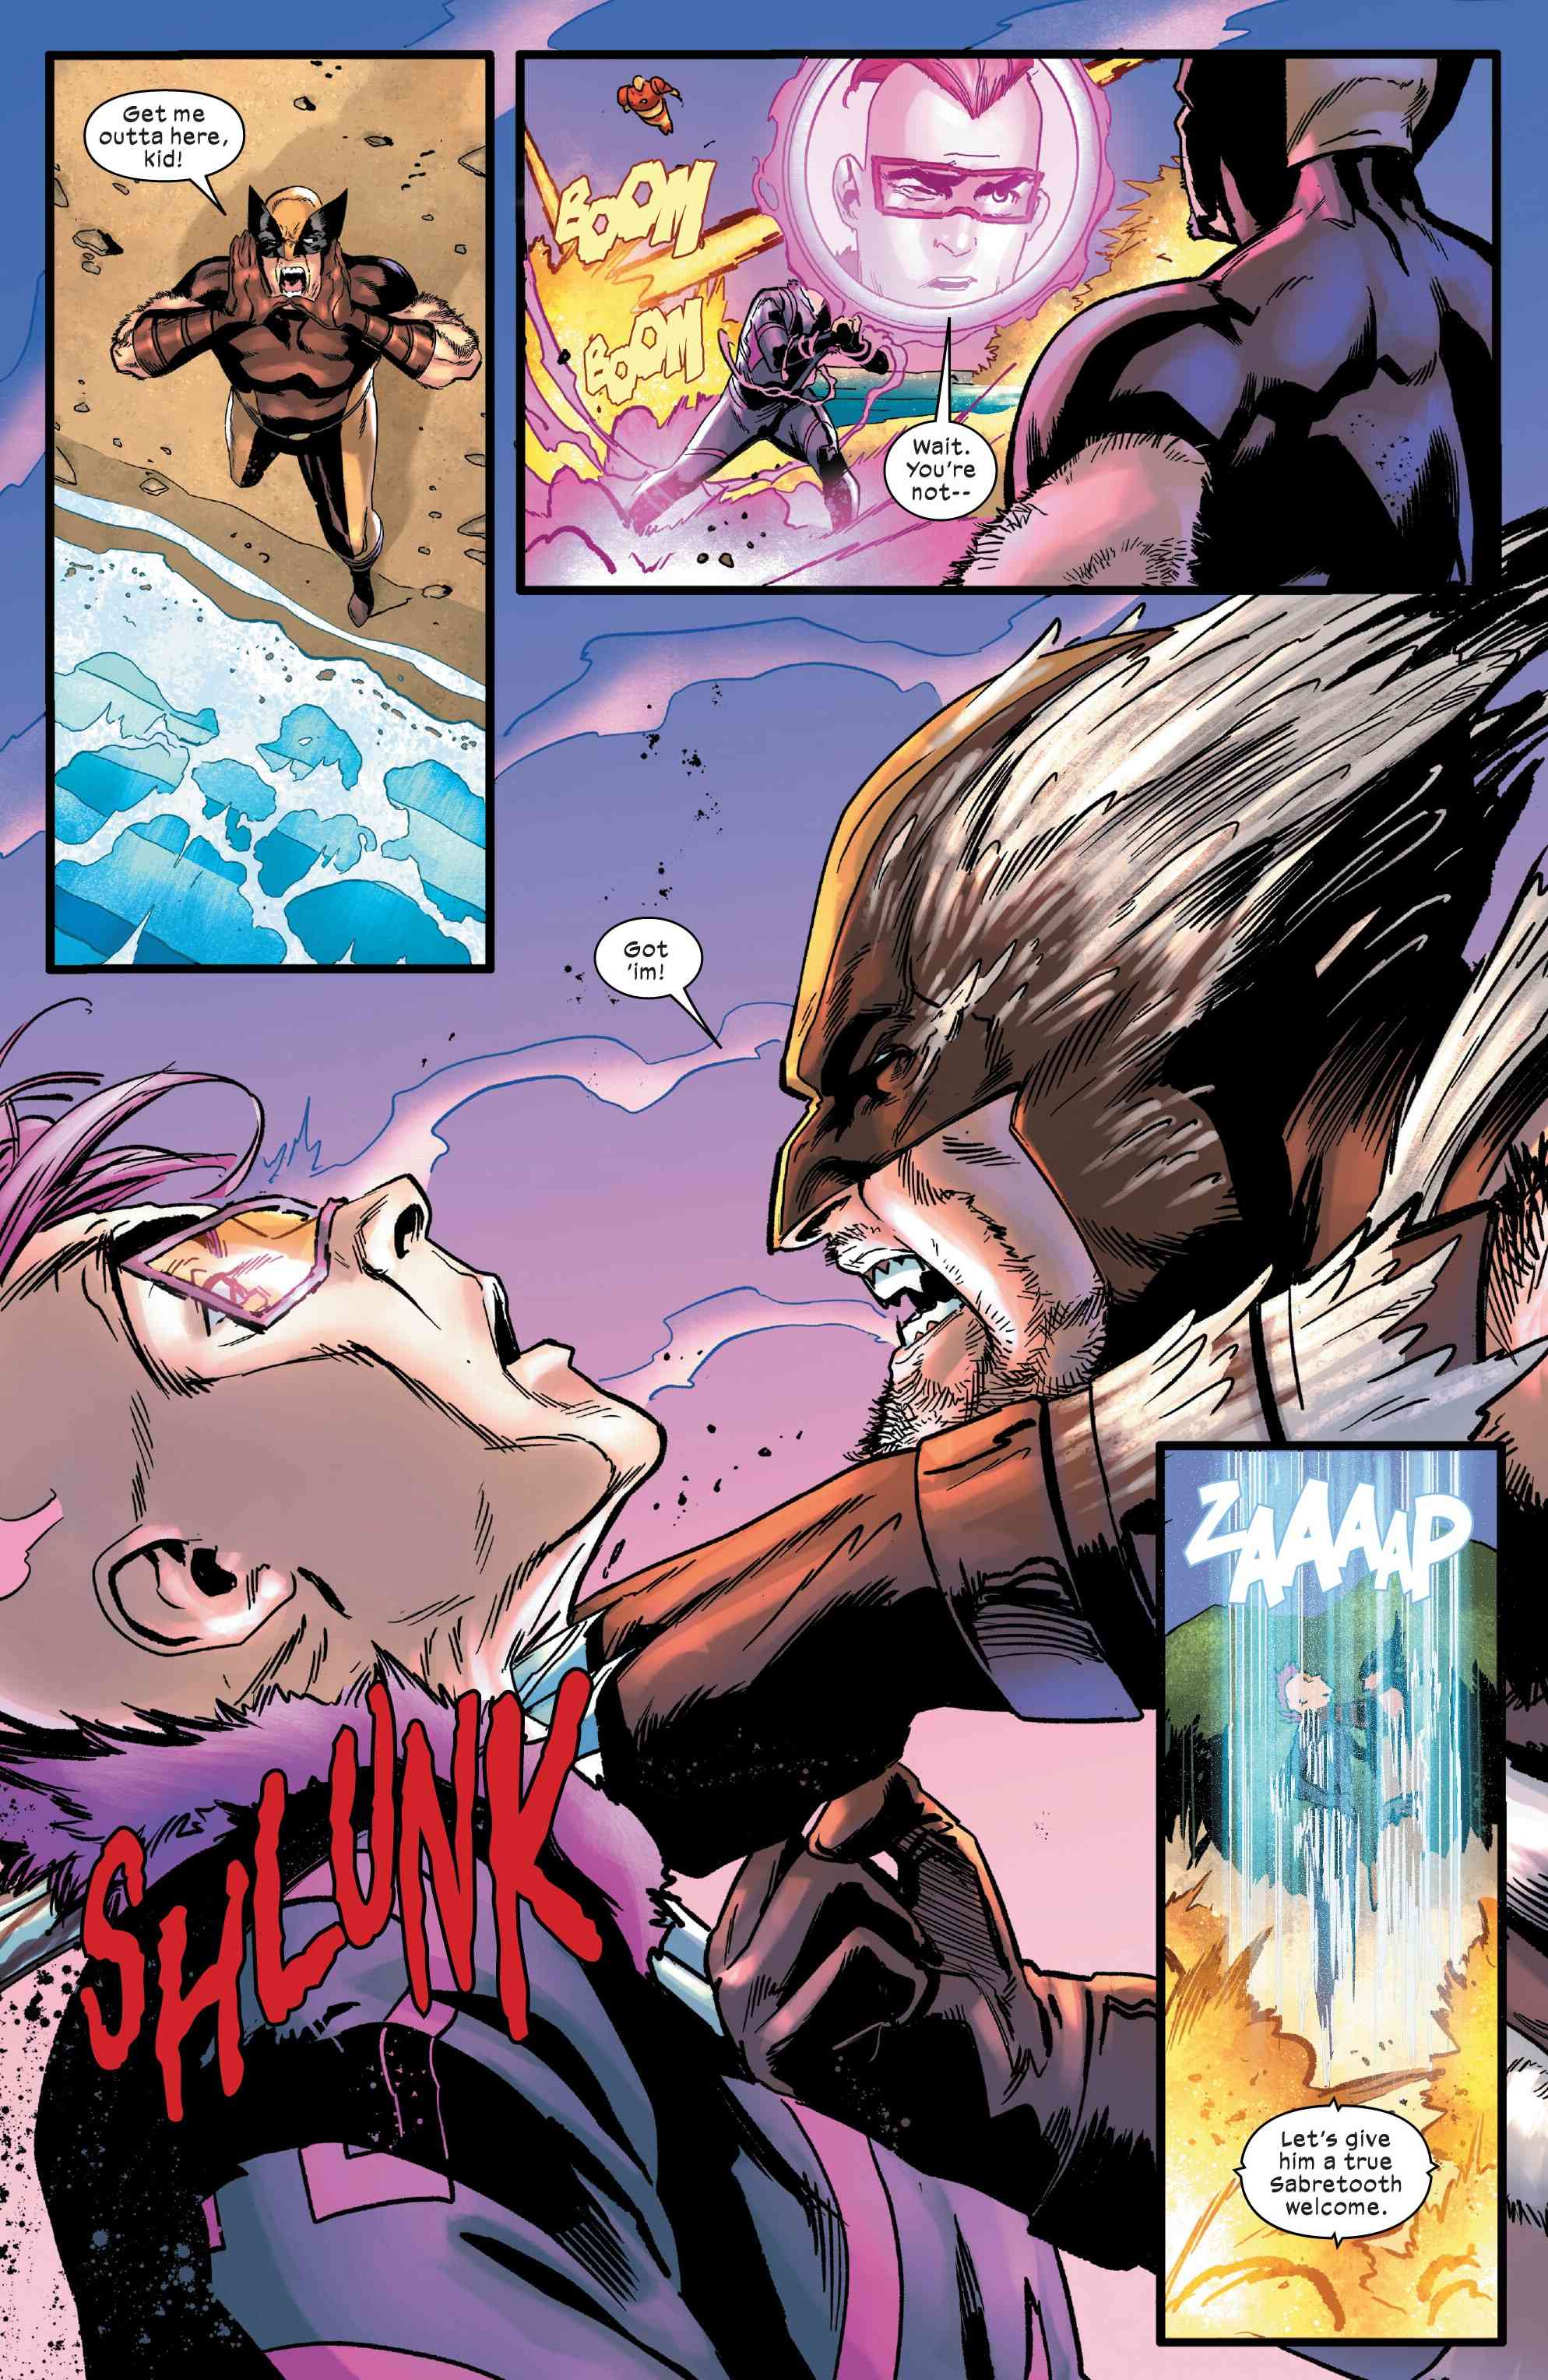 Get me
outta here,
kid!
BOOM
BOOM
Wait.
You're
not--
Got
'im!
SHLUNK
ZAAAAAP
Let's give
him a true
Sabretooth
welcome.